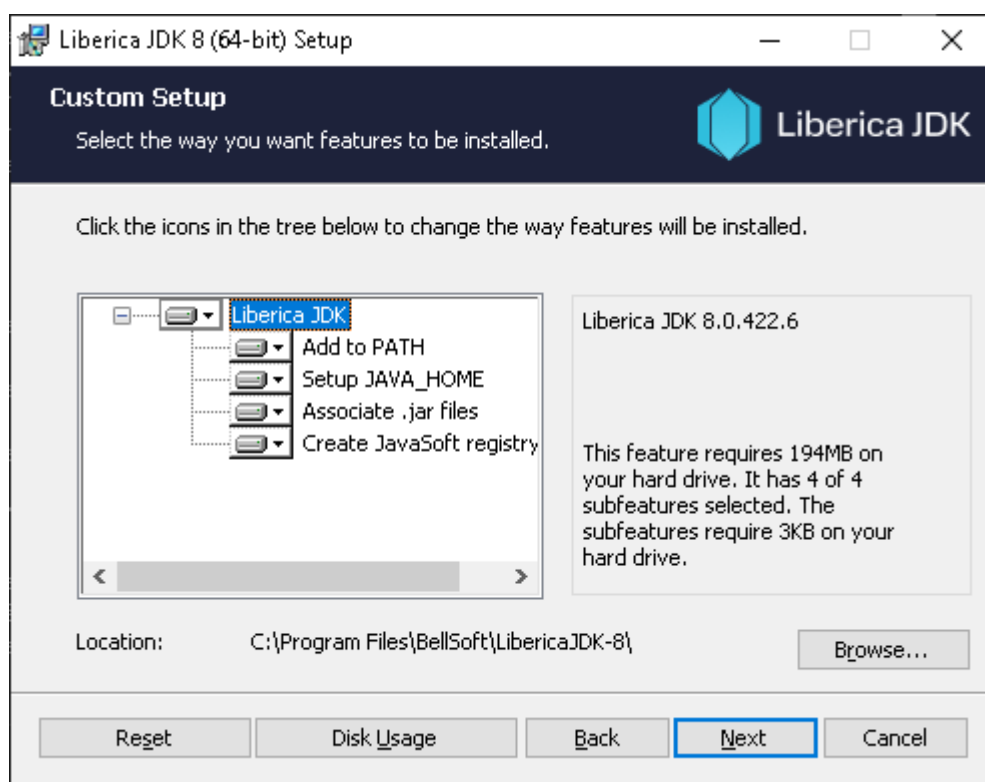 Liberica JDK 8 (64-bit) Setup
Custom Setup
Select the way you want features to be installed.
Liberica JDK
Click the icons in the tree below to change the way features will be installed.
Liberica JDK
Add to PATH
Setup JAVA_HOME
Associate .jar files
Create JavaSoft registry
Liberica JDK 8.0.422.6
This feature requires 194MB on
your hard drive. It has 4 of 4
subfeatures selected. The
subfeatures require 3KB on your
hard drive.
Location: C:\Program Files\BellSoft\LibericaJDK-8\
Browse...
Reset Disk Usage Back Next Cancel